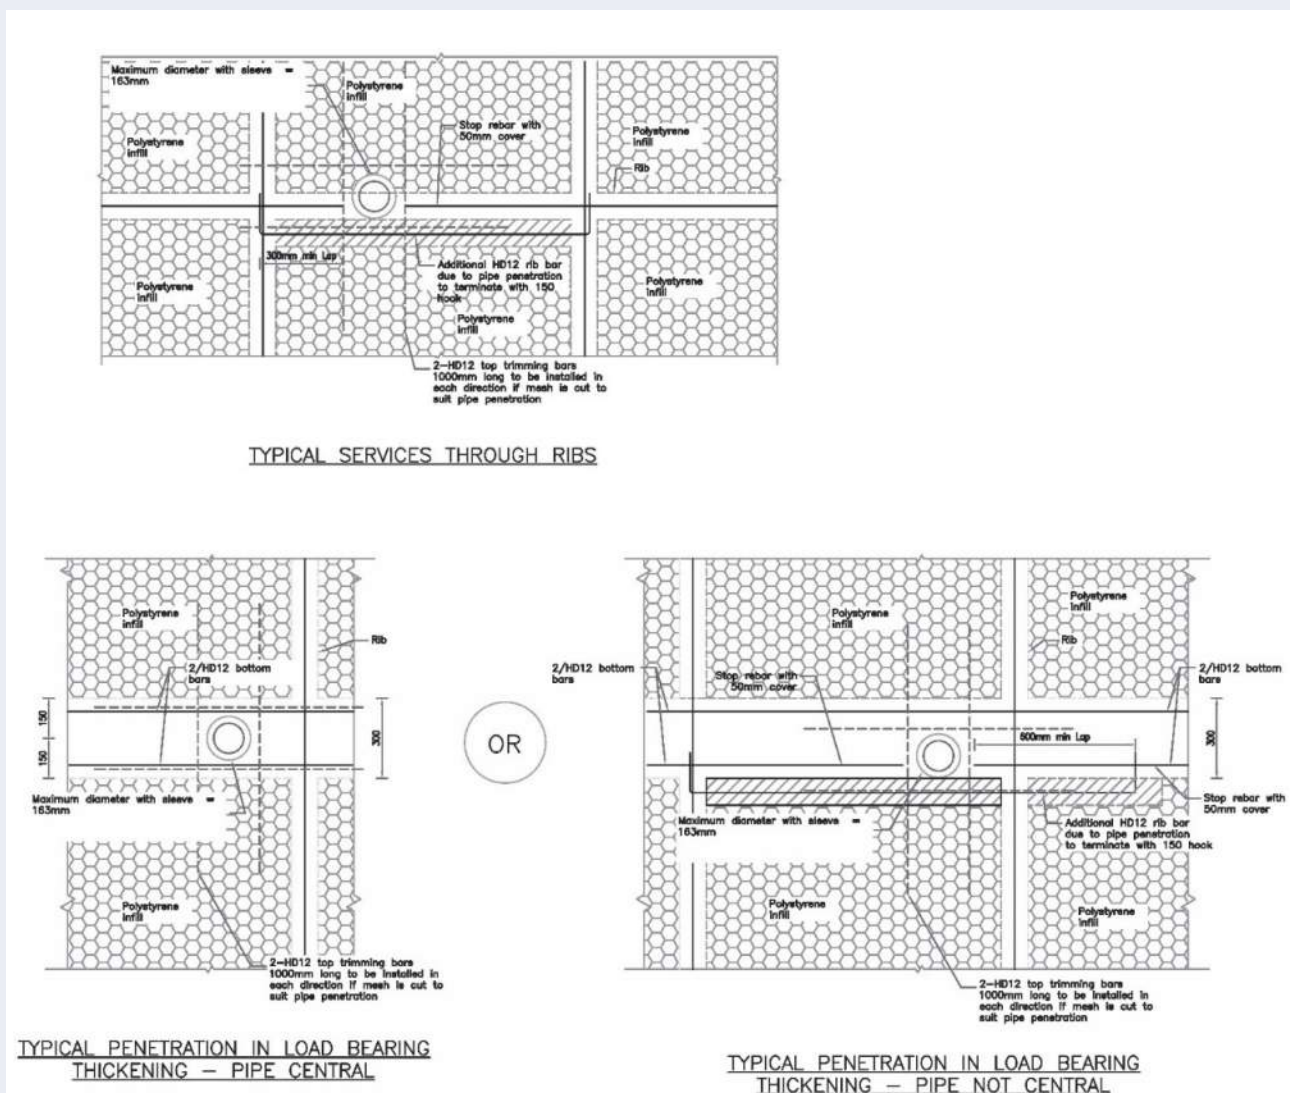 Maximum diameter with sleeve =
163mm
Polystyrene
infill
Polystyrene
infill
Stop rebar with
50mm cover
Polystyrene
infill
Rib
300mm min Lap
Polystyrene
infill
Additional HD12 rib bar
due to pipe penetration
to terminate with 150
hook
Polystyrene
infill
Polystyrene
infill
2-HD12 top trimming bars
1000mm long to be installed in
each direction if mesh is cut to
suit pipe penetration
TYPICAL SERVICES THROUGH RIBS
Polystyrene
infill
Rib
2/HD12 bottom
bars
150
150
300
Maximum diameter with sleeve =
163mm
Polystyrene
infill
2-HD12 top trimming bars
1000mm long to be installed in
each direction if mesh is cut to
suit pipe penetration
TYPICAL PENETRATION IN LOAD BEARING
THICKENING – PIPE CENTRAL
OR
Polystyrene
infill
Polystyrene
infill
Rib
2/HD12 bottom
bars
Stop rebar with
50mm cover
2/HD12 bottom
bars
min Lap
300
Stop rebar with
50mm cover
Maximum diameter with sleeve =
163mm
Additional HD12 rib bar
due to pipe penetration
to terminate with 150 hook
Polystyrene
infill
Polystyrene
infill
2-HD12 top trimming bars
1000mm long to be installed in
each direction if mesh is cut to
suit pipe penetration
TYPICAL PENETRATION IN LOAD BEARING
THICKENING – PIPE NOT CENTRAL